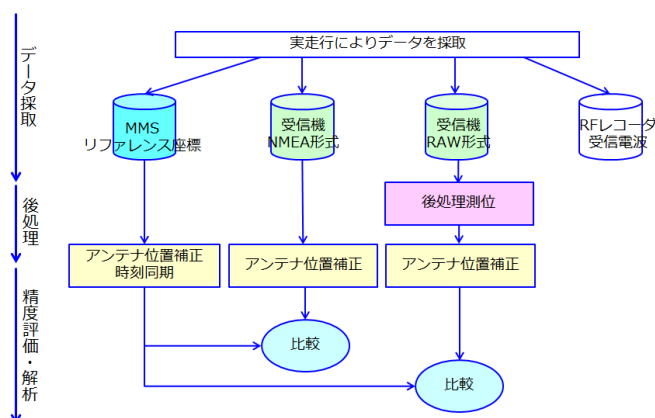 実走行によりデータを採取
データ採取
MMS
リファレンス座標
受信機
NMEA形式
受信機
RAW形式
RFレコーダ
受信電波
後処理
後処理測位
アンテナ位置補正
時刻同期
アンテナ位置補正
アンテナ位置補正
精度評価・解析
比較
比較